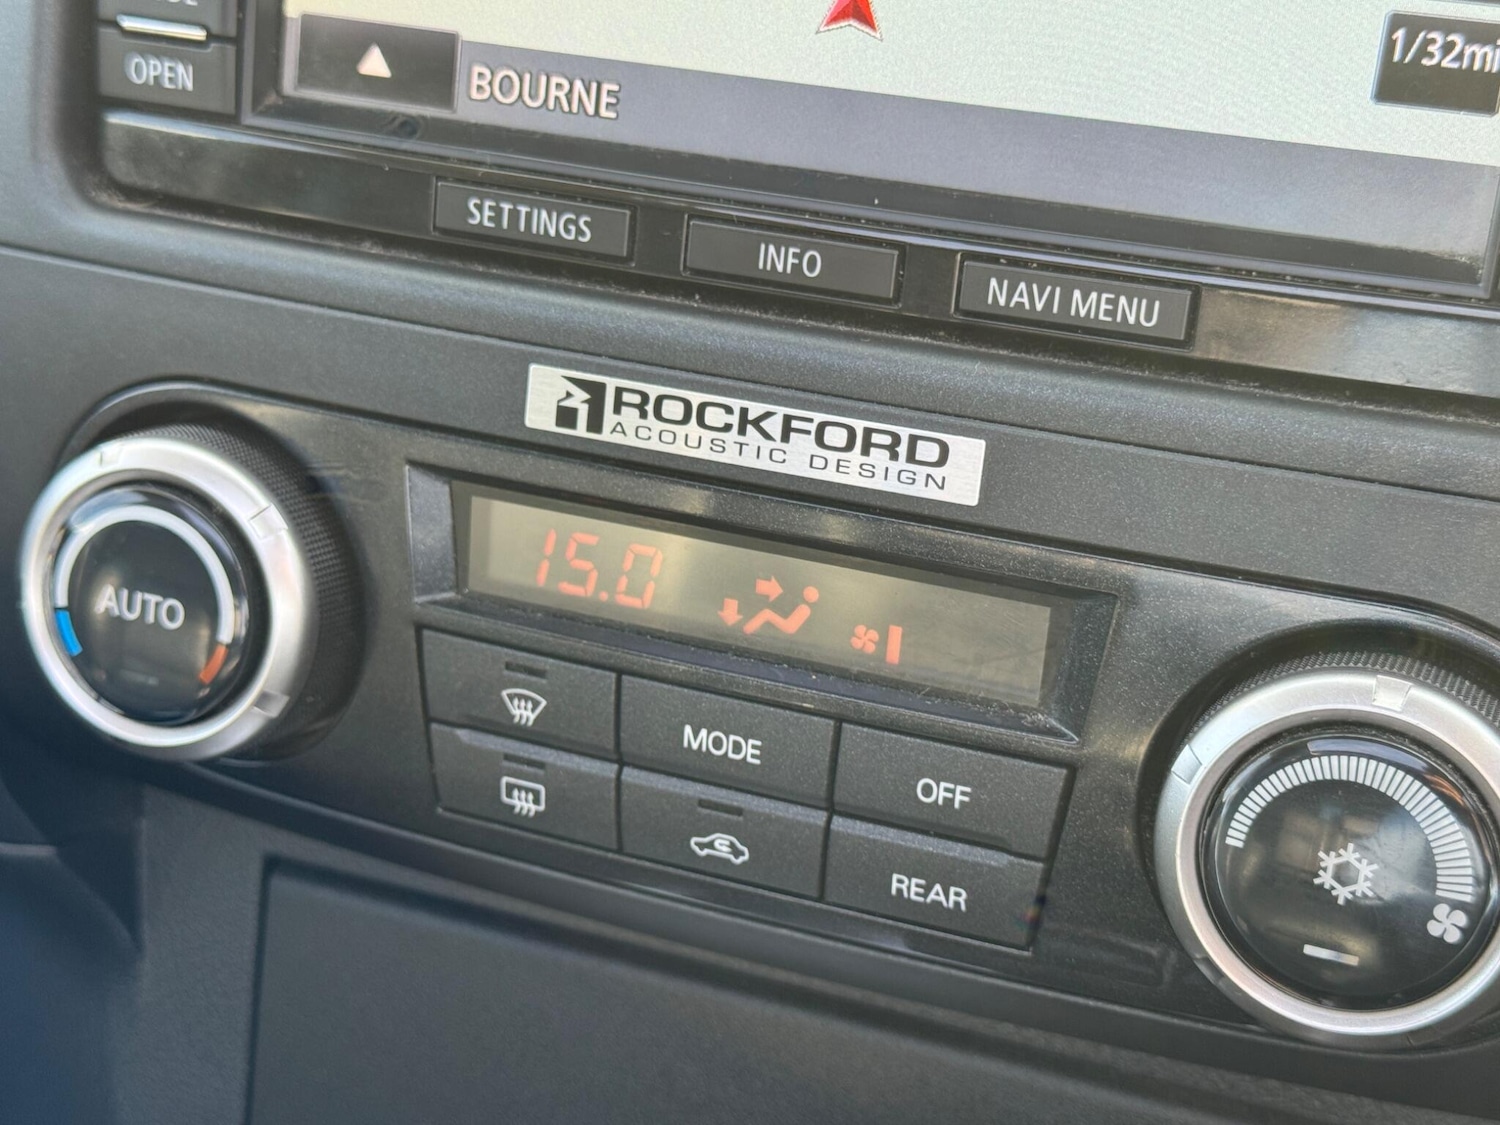 OPEN
BOURNE
1/32mi
SETTINGS
INFO
NAVI MENU
ROCKFORD
ACOUSTIC DESIGN
AUTO
15.0
MODE
OFF
REAR